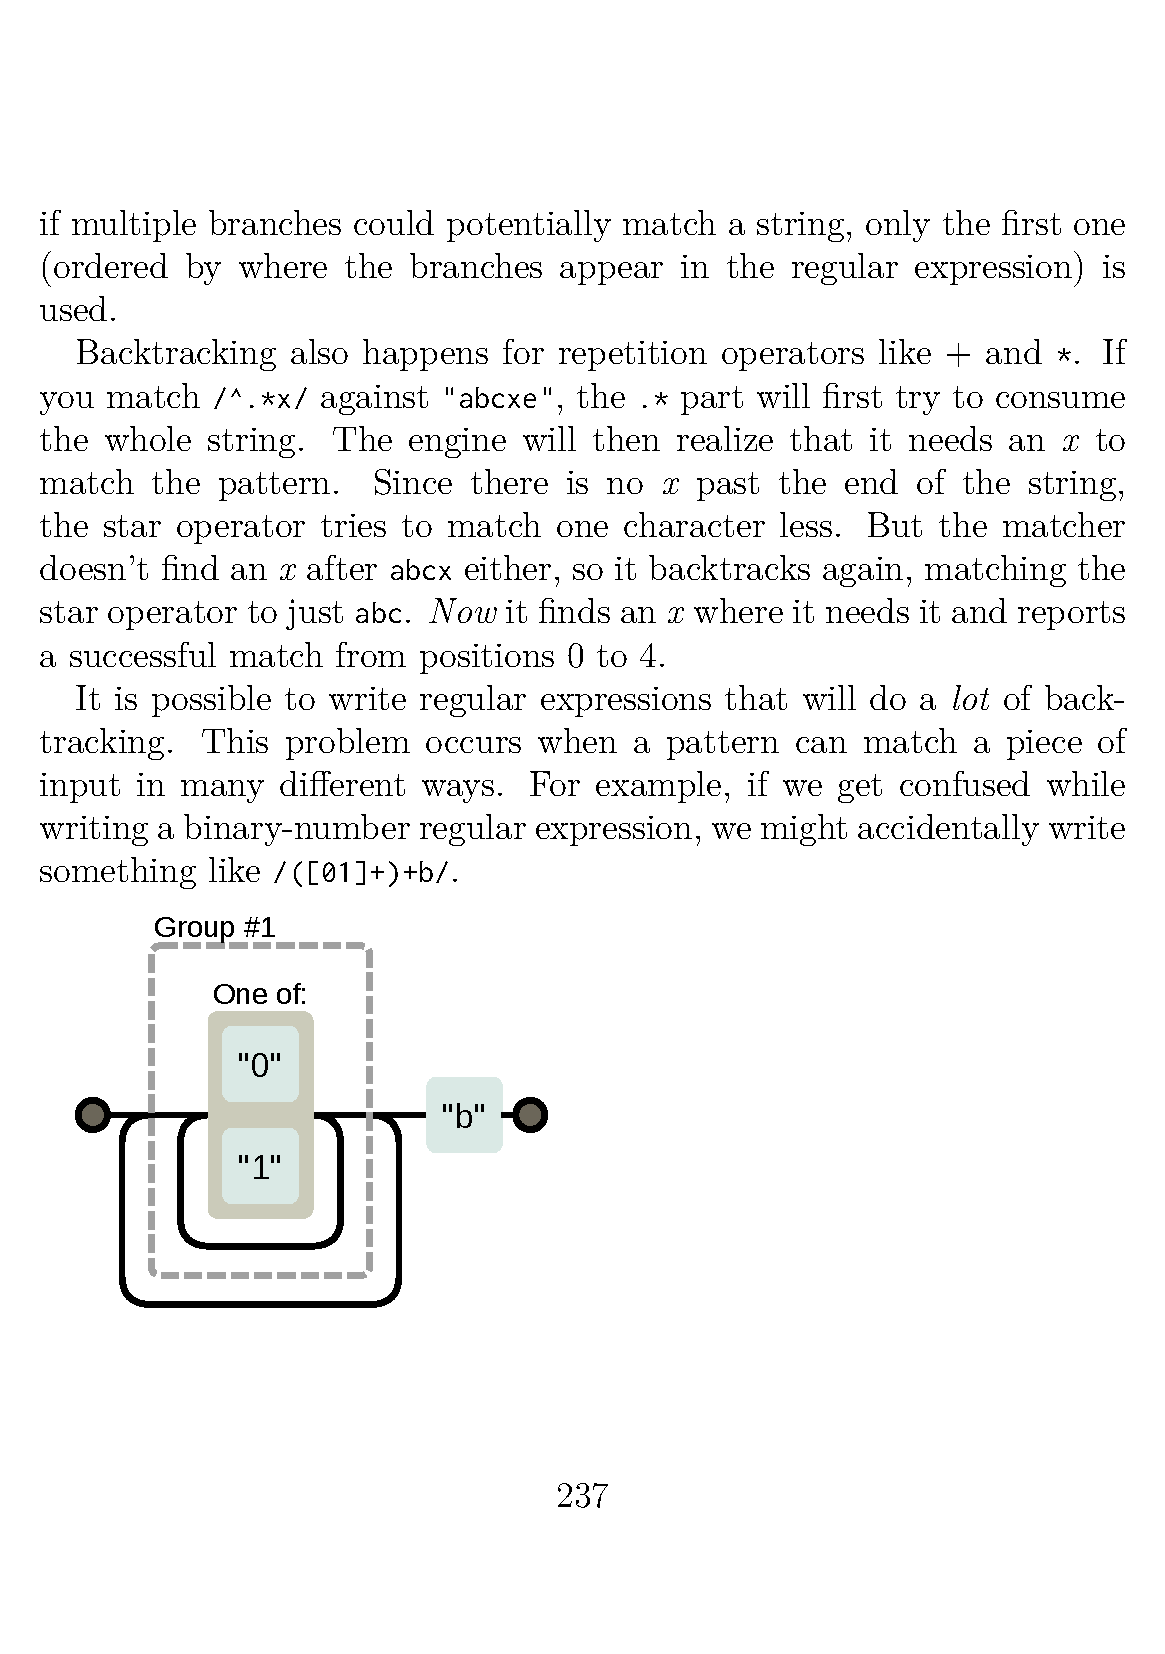 if multiple branches could potentially match a string, only the first one
(ordered by where the branches appear in the regular expression) is
used.
Backtracking also happens for repetition operators like + and *. If
you match /^.*x/ against "abcxe", the .* part will first try to consume
the whole string. The engine will then realize that it needs an x to
match the pattern. Since there is no x past the end of the string,
the star operator tries to match one character less. But the matcher
doesn't find an x after abcx either, so it backtracks again, matching the
star operator to just abc. Now it finds an x where it needs it and reports
a successful match from positions 0 to 4.
It is possible to write regular expressions that will do a lot of back-
tracking. This problem occurs when a pattern can match a piece of
input in many different ways. For example, if we get confused while
writing a binary-number regular expression, we might accidentally write
something like /([01]+)+b/.
Group #1
One of:
"0"
"b"
"1"
237